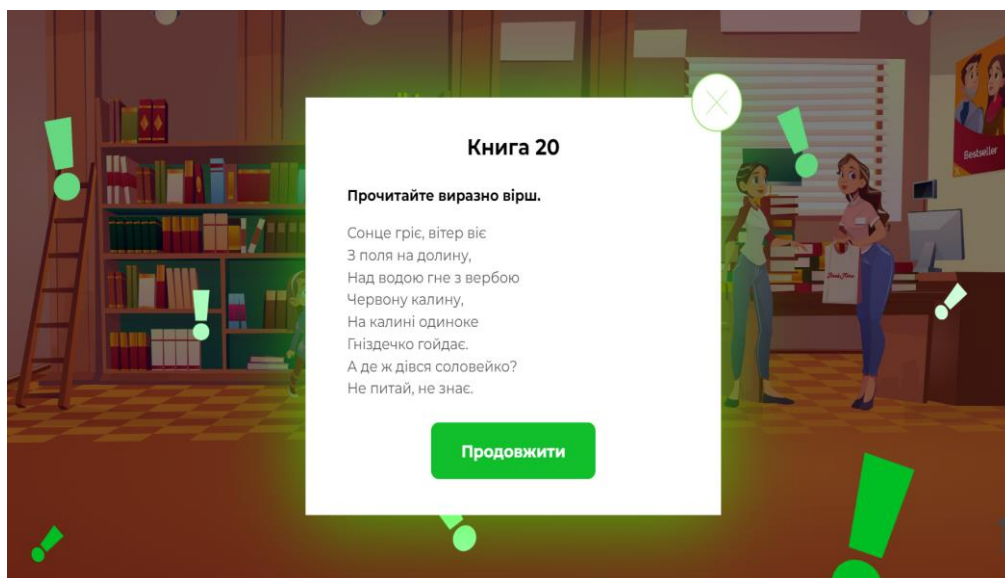 Книга 20
Прочитайте виразно вірш.
Сонце гріє, вітер віє
З поля на долину,
Над водою гне з вербою
Червону калину,
На калині одиноке
Гніздечко гойдає.
А де ж дівся соловейко?
Не питай, не знає.
Продовжити
Bestseller